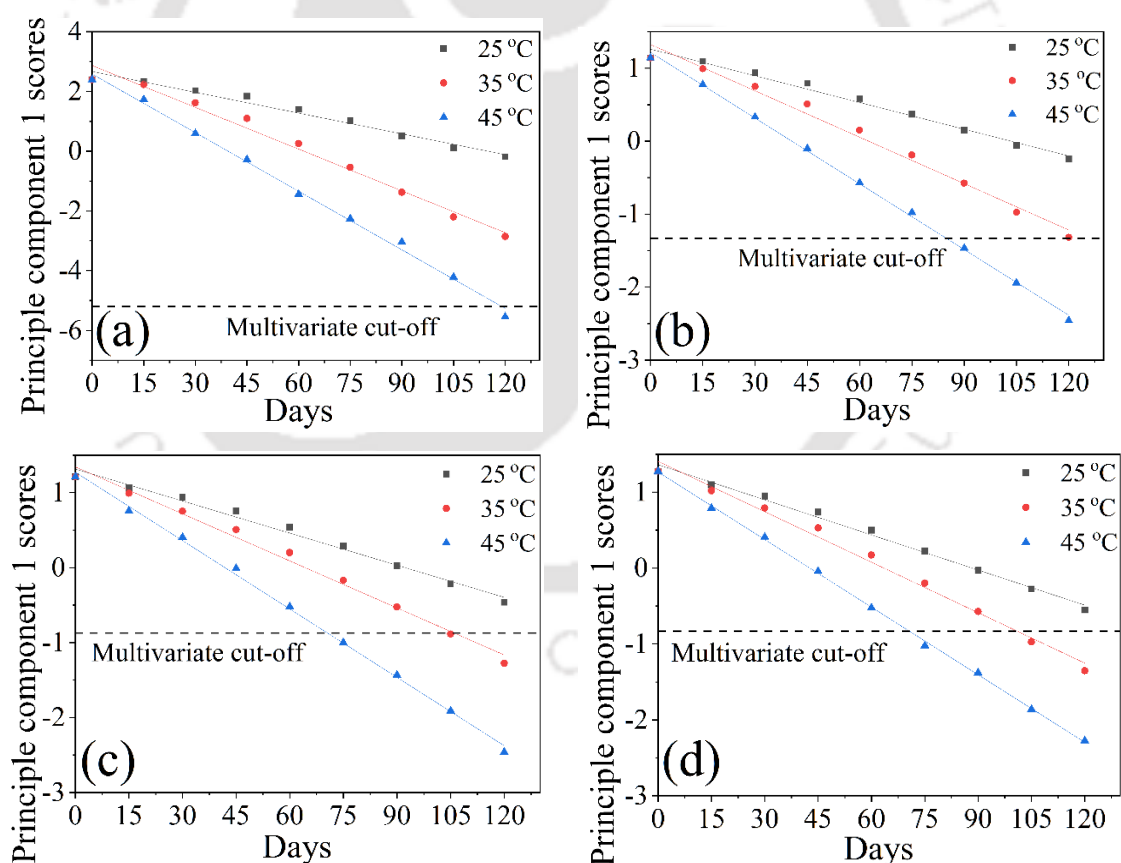 Principle component 1 scores
4
2
0
-2
-4
-6
25 °C
35 °C
45 °C
Multivariate cut-off
(a)
0 15 30 45 60 75 90 105 120
Days
Principle component 1 scores
1
0
-1
-2
-3
25 °C
35 °C
45 °C
Multivariate cut-off
(b)
0 15 30 45 60 75 90 105 120
Days
Principle component 1 scores
1
0
-1
-2
-3
25 °C
35 °C
45 °C
Multivariate cut-off
(c)
0 15 30 45 60 75 90 105 120
Days
Principle component 1 scores
1
0
-1
-2
-3
25 °C
35 °C
45 °C
Multivariate cut-off
(d)
0 15 30 45 60 75 90 105 120
Days